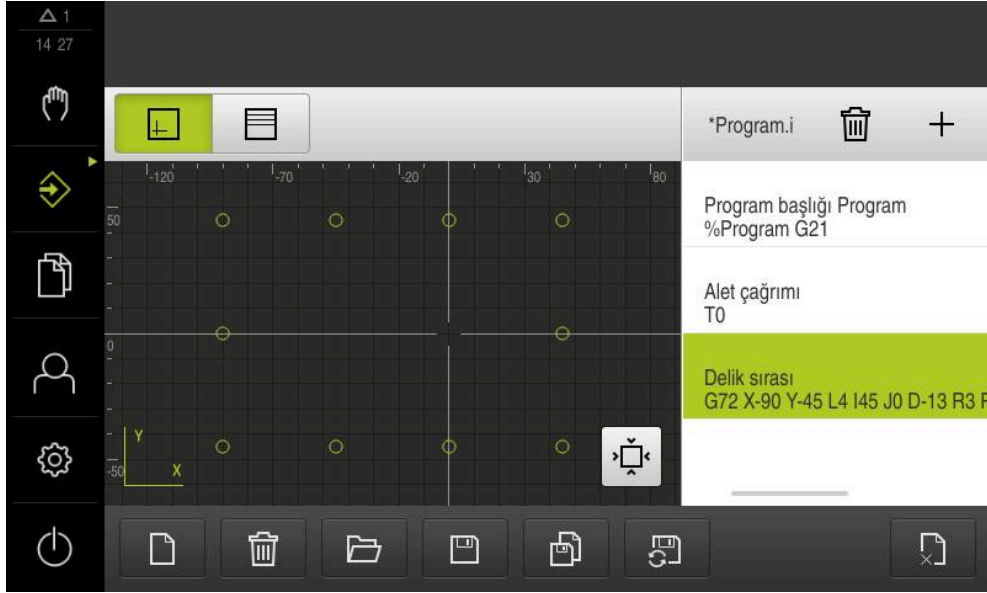 1
14 27
*Program.i
-120
-70
-20
30
80
50
0
-50
Y
X
Program başlığı Program
%Program G21
Alet çağrımı
T0
Delik sırası
G72 X-90 Y-45 L4 I45 J0 D-13 R3